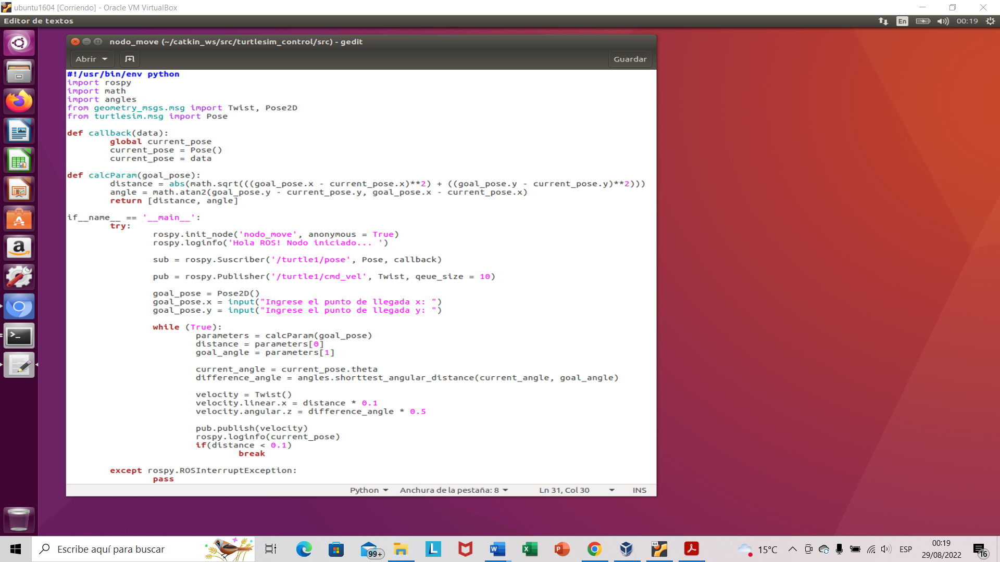 ubuntu1604 [Corriendo] - Oracle VM VirtualBox
Editor de textos
En
00:19
nodo_move (~/catkin_ws/src/turtlesim_control/src) - gedit
Abrir
Guardar
#!/usr/bin/env python
import rospy
import math
import angles
from geometry_msgs.msg import Twist, Pose2D
from turtlesim.msg import Pose
def callback(data):
global current_pose
current_pose = Pose()
current_pose = data
def calcParam(goal_pose):
distance = abs(math.sqrt(((goal_pose.x - current_pose.x)**2) + ((goal_pose.y - current_pose.y)**2)))
angle = math.atan2(goal_pose.y - current_pose.y, goal_pose.x - current_pose.x)
return [distance, angle]
if__name__ == '__main__':
try:
rospy.init_node('nodo_move', anonymous = True)
rospy.loginfo('Hola ROS! Nodo iniciado... ')
sub = rospy.Suscriber('/turtle1/pose', Pose, callback)
pub = rospy.Publisher('/turtle1/cmd_vel', Twist, qeue_size = 10)
goal_pose = Pose2D()
goal_pose.x = input("Ingrese el punto de llegada x: ")
goal_pose.y = input("Ingrese el punto de llegada y: ")
while (True):
parameters = calcParam(goal_pose)
distance = parameters[0]
goal_angle = parameters[1]
current_angle = current_pose.theta
difference_angle = angles.shorttest_angular_distance(current_angle, goal_angle)
velocity = Twist()
velocity.linear.x = distance * 0.1
velocity.angular.z = difference_angle * 0.5
pub.publish(velocity)
rospy.loginfo(current_pose)
if(distance < 0.1)
break
except rospy.ROSInterruptException:
pass
Python
Anchura de la pestaña: 8
Ln 31, Col 30
INS
Escribe aquí para buscar
99+
15°C
ESP
00:19
29/08/2022
16